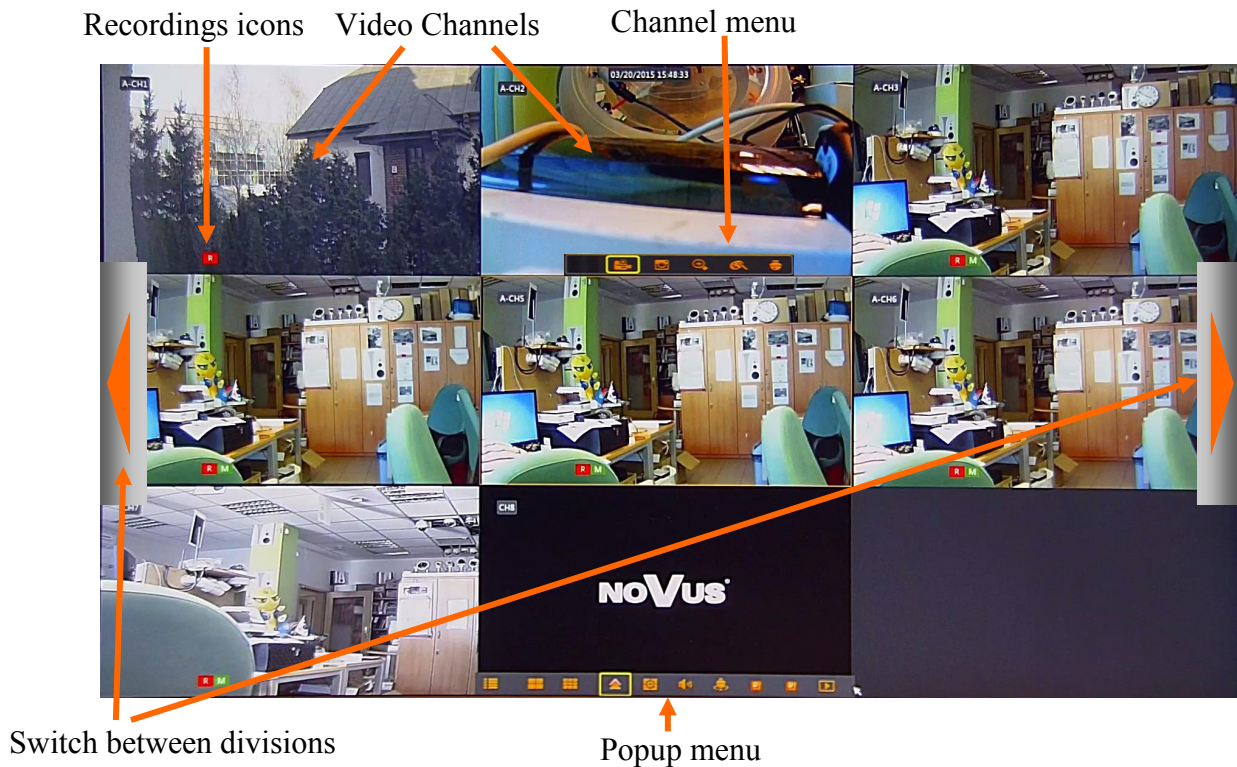 Recordings icons
Video Channels
Channel menu
A-CH1
A-CH2
03/20/2015 15:48:33
A-CH3
R
R M
A-CH5
A-CH6
R M
R M
R M
CH8
NOVUS
R M
Switch between divisions
Popup menu